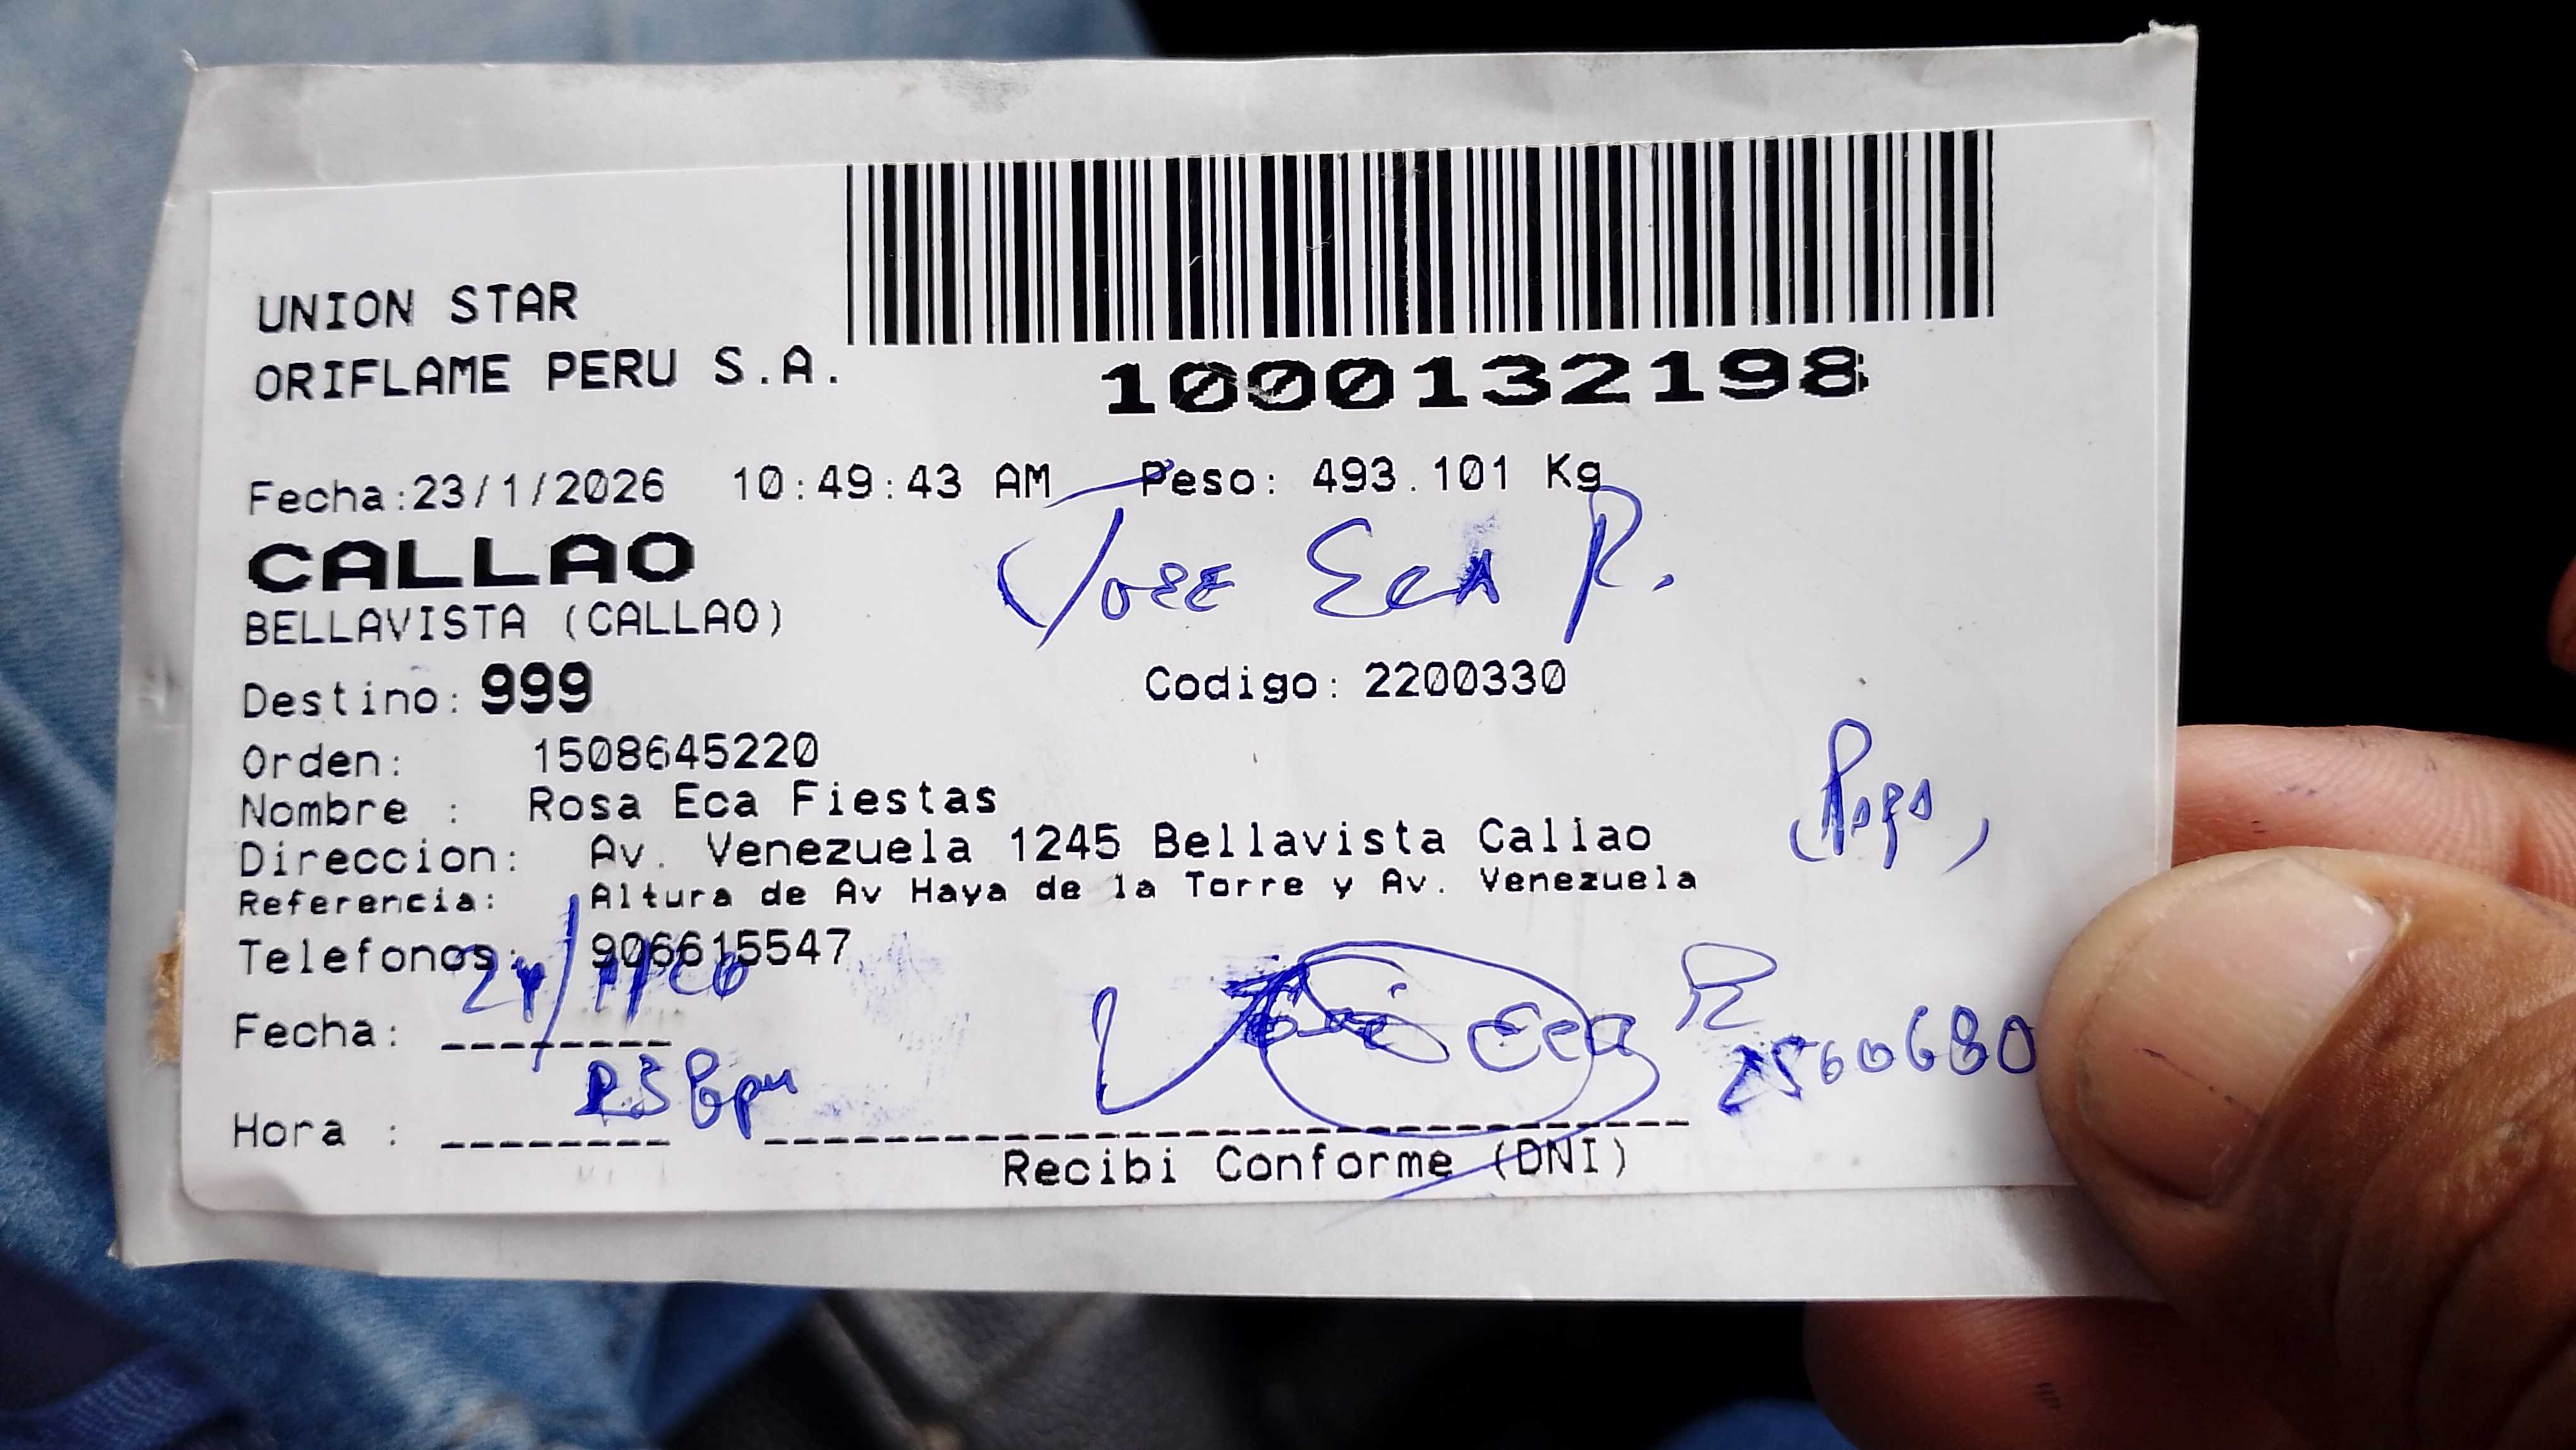 UNION STAR
ORIFLAME PERU S.A.
1000132198
Fecha:23/1/2026 10:49:43 AM Peso: 493.101 Kg
CALLAO
Jose Eca R.
BELLAVISTA (CALLAO)
Destino: 999 Codigo: 2200330
Orden: 1508645220
Nombre : Rosa Eca Fiestas
Direccion: Av. Venezuela 1245 Bellavista Callao
Referencia: Altura de Av Haya de la Torre y Av. Venezuela
Telefonos: 906615547
Fecha:
Eca R
Hora :
Recibi Conforme (DNI)